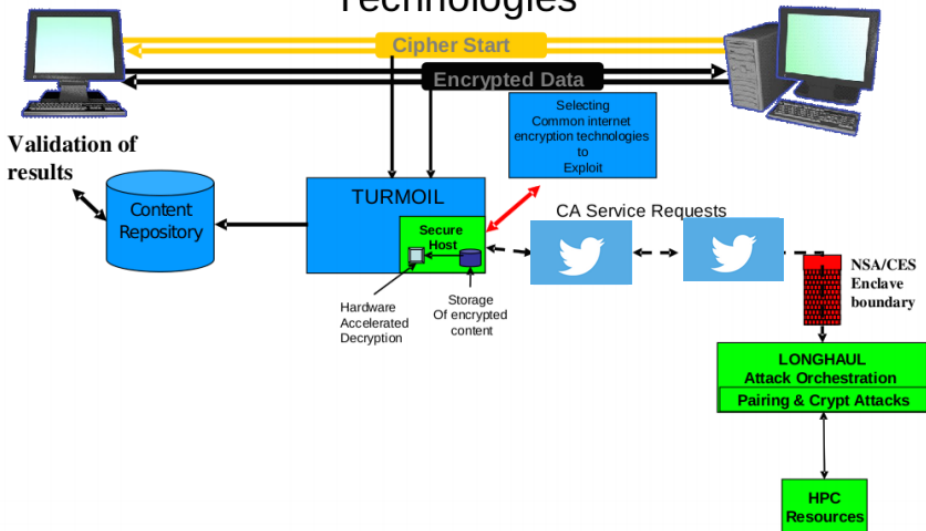 Technologies
Cipher Start
Encrypted Data
Selecting
Common internet
encryption technologies
to
Exploit
Validation of
results
Content
Repository
TURMOIL
Secure
Host
CA Service Requests
NSA/CES
Enclave
boundary
Hardware
Accelerated
Decryption
Storage
Of encrypted
content
LONGHAUL
Attack Orchestration
Pairing & Crypt Attacks
HPC
Resources